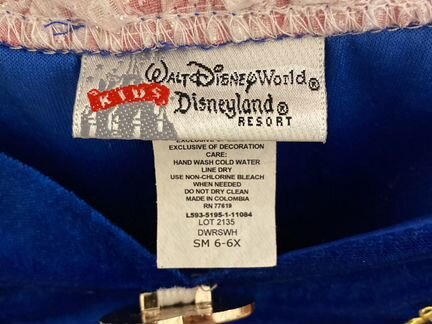 KIDS
WALT DISNEY World®
Disneyland®
RESORT
EXCLUSIVE OF DECORATION
CARE:
HAND WASH COLD WATER
LINE DRY
USE NON-CHLORINE BLEACH
WHEN NEEDED
DO NOT DRY CLEAN
MADE IN COLOMBIA
RN 77619
L593-5195-1-11084
LOT 2135
DWRSWH
SM 6-6X